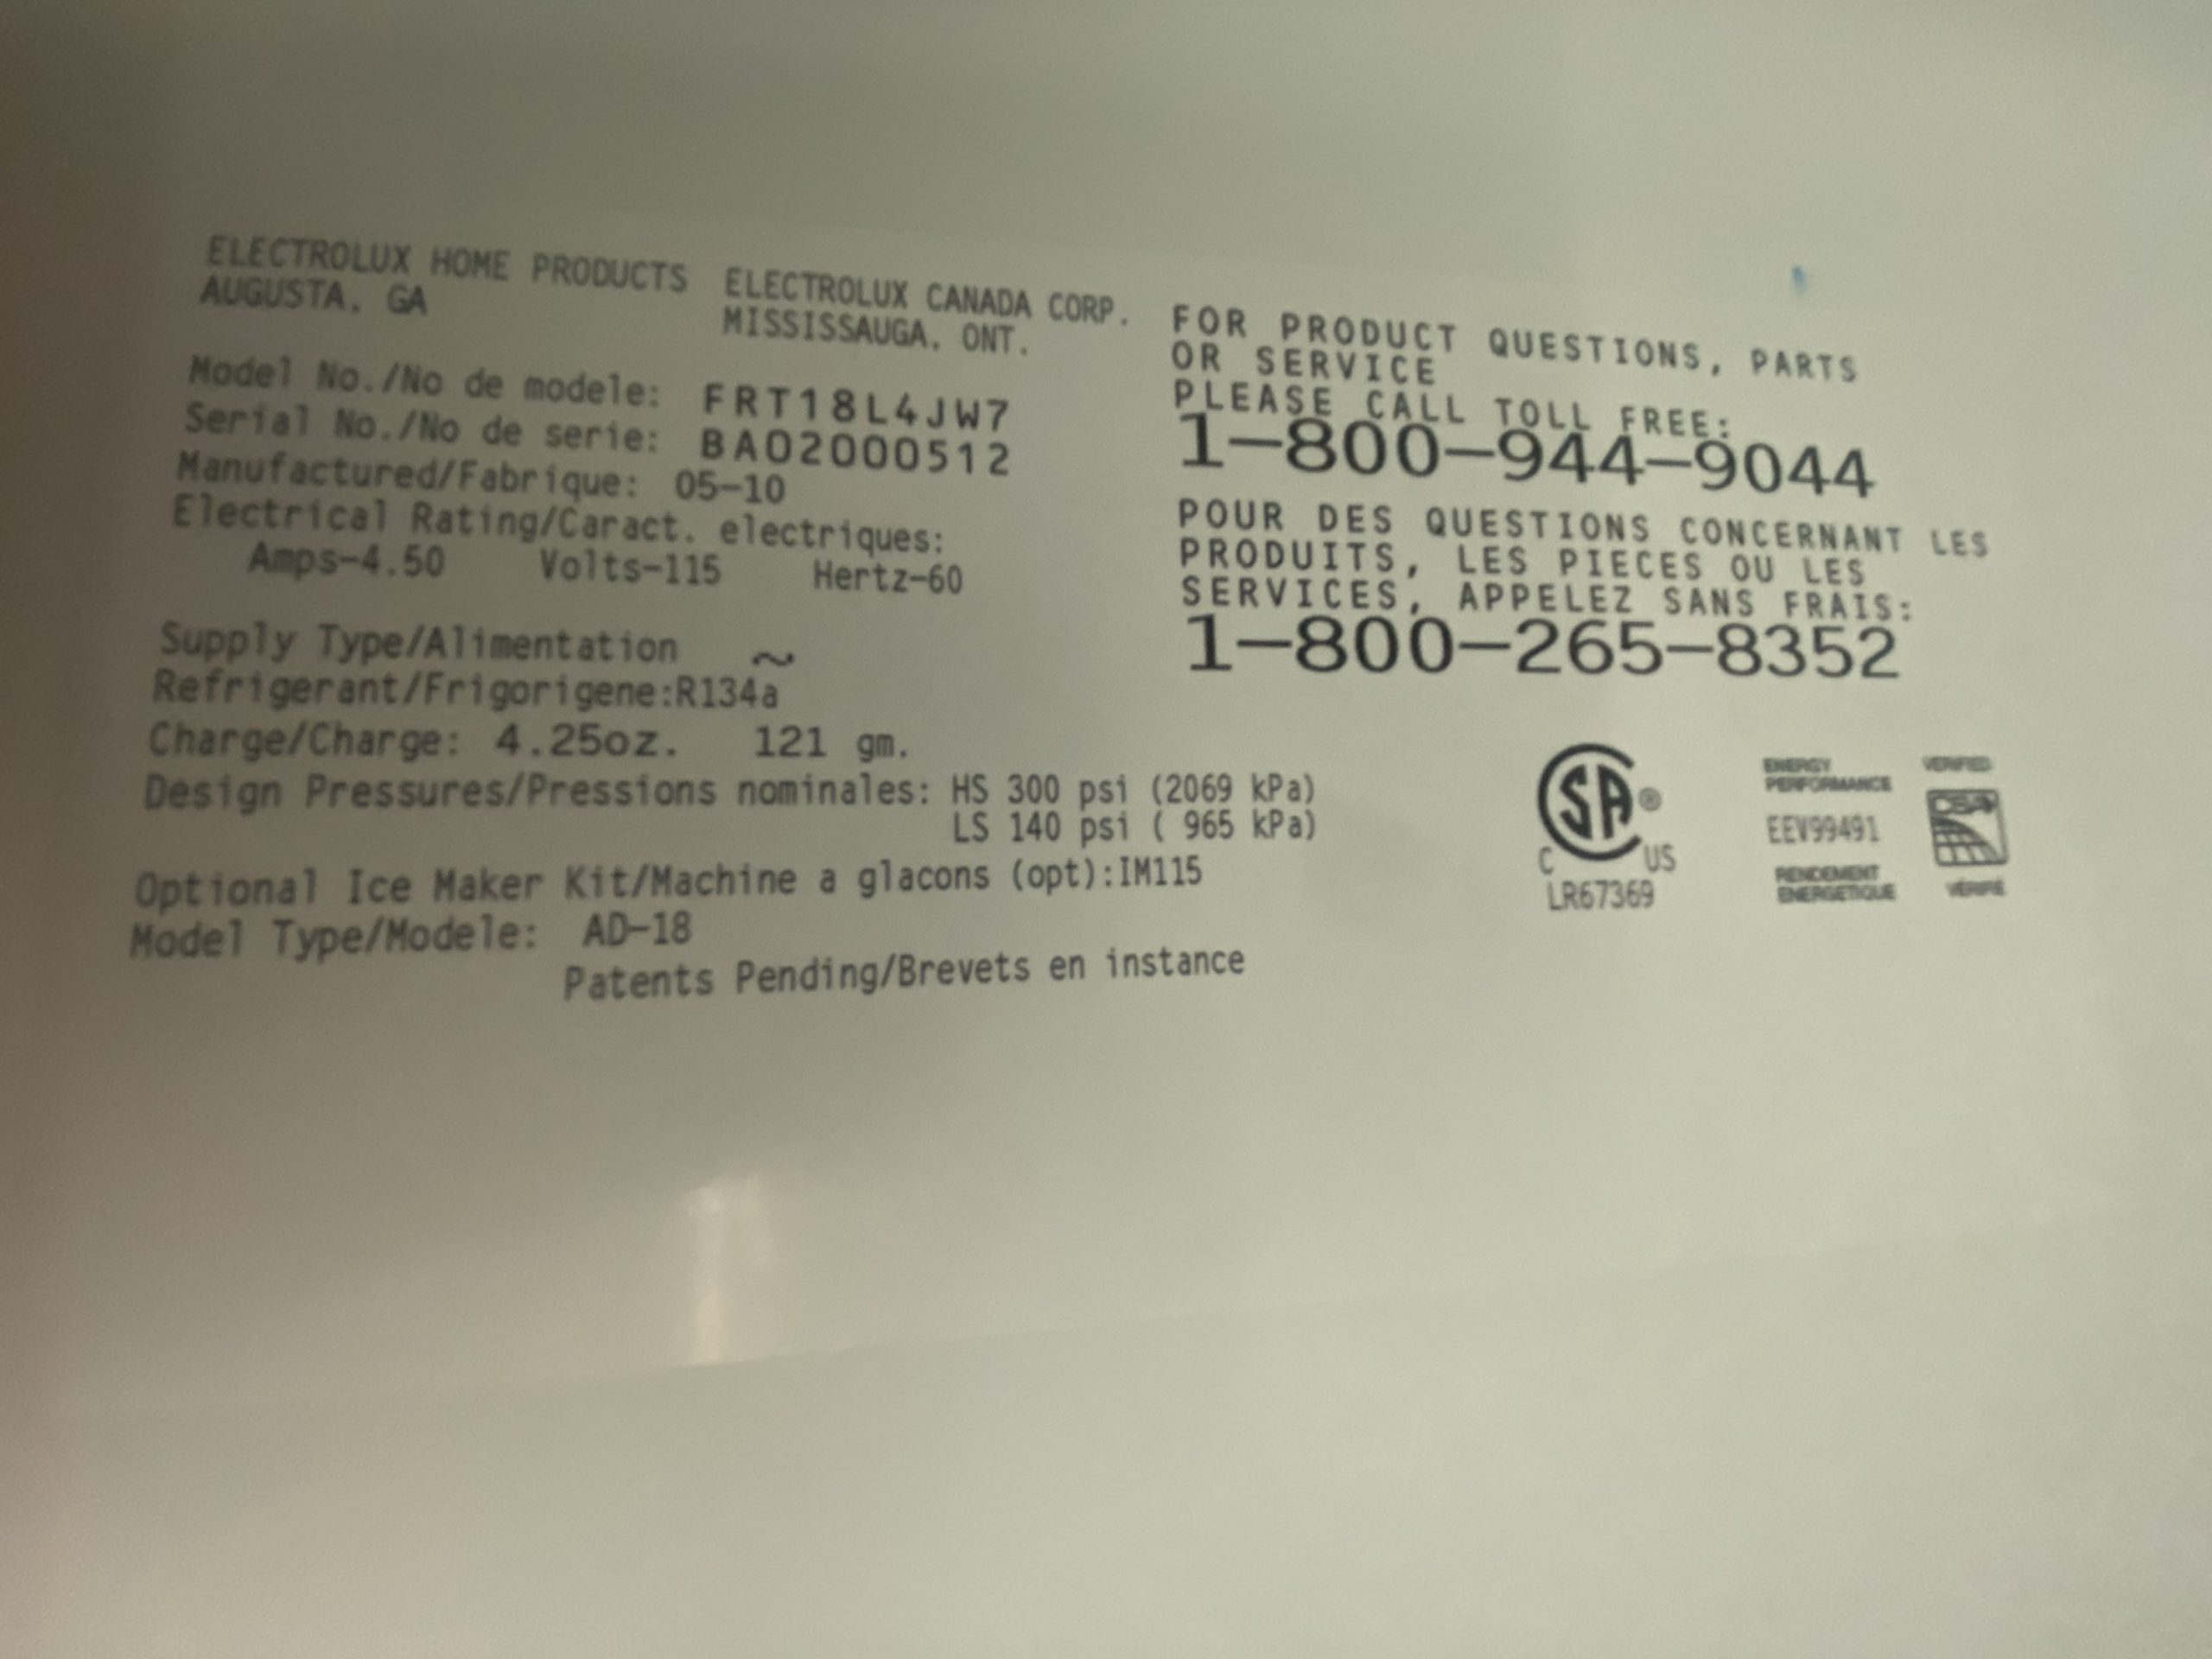 ELECTROLUX HOME PRODUCTS
AUGUSTA, GA
ELECTROLUX CANADA CORP.
MISSISSAUGA, ONT.
Model No./No de modele: FRT18L4JW7
Serial No./No de serie: BA02000512
Manufactured/Fabrique: 05-10
Electrical Rating/Caract. electriques:
Amps-4.50 Volts-115 Hertz-60
Supply Type/Alimentation ~
Refrigerant/Frigorigene:R134a
Charge/Charge: 4.25oz. 121 gm.
Design Pressures/Pressions nominales: HS 300 psi (2069 kPa)
LS 140 psi ( 965 kPa)
Optional Ice Maker Kit/Machine a glacons (opt):IM115
Model Type/Modele: AD-18
Patents Pending/Brevets en instance
FOR PRODUCT QUESTIONS, PARTS
OR SERVICE
PLEASE CALL TOLL FREE:
1-800-944-9044
POUR DES QUESTIONS CONCERNANT LES
PRODUITS, LES PIECES OU LES
SERVICES, APPELEZ SANS FRAIS:
1-800-265-8352
SA®
C US
LR67369
ENERGY
PERFORMANCE
EEV99491
RENDEMENT
ENERGETIQUE
VERIFIED
CSA
VÉRIFIÉ